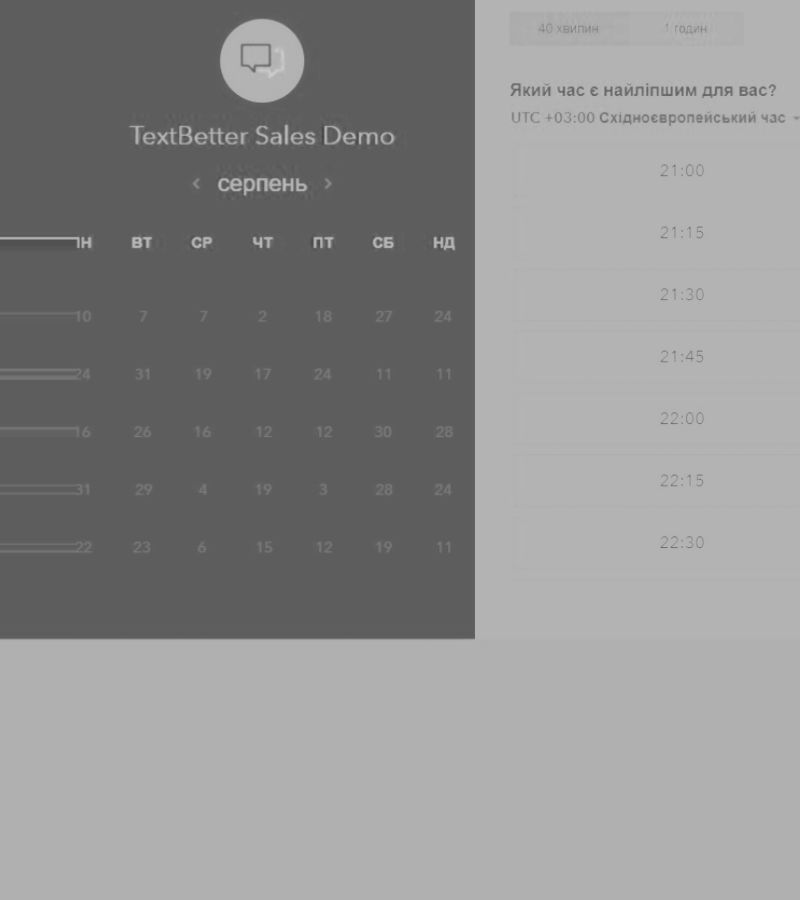 TextBetter Sales Demo
< серпень >
ВТ СР ЧТ ПТ СБ НД
10 7 7 2 18 27 24
24 31 19 17 24 11 11
16 26 16 12 12 30 28
31 29 4 19 3 28 24
22 23 6 15 12 19 11
40 хвилин 1 годин
Який час є найліпшим для вас?
UTC +03:00 Східноєвропейський час
21:00
21:15
21:30
21:45
22:00
22:15
22:30